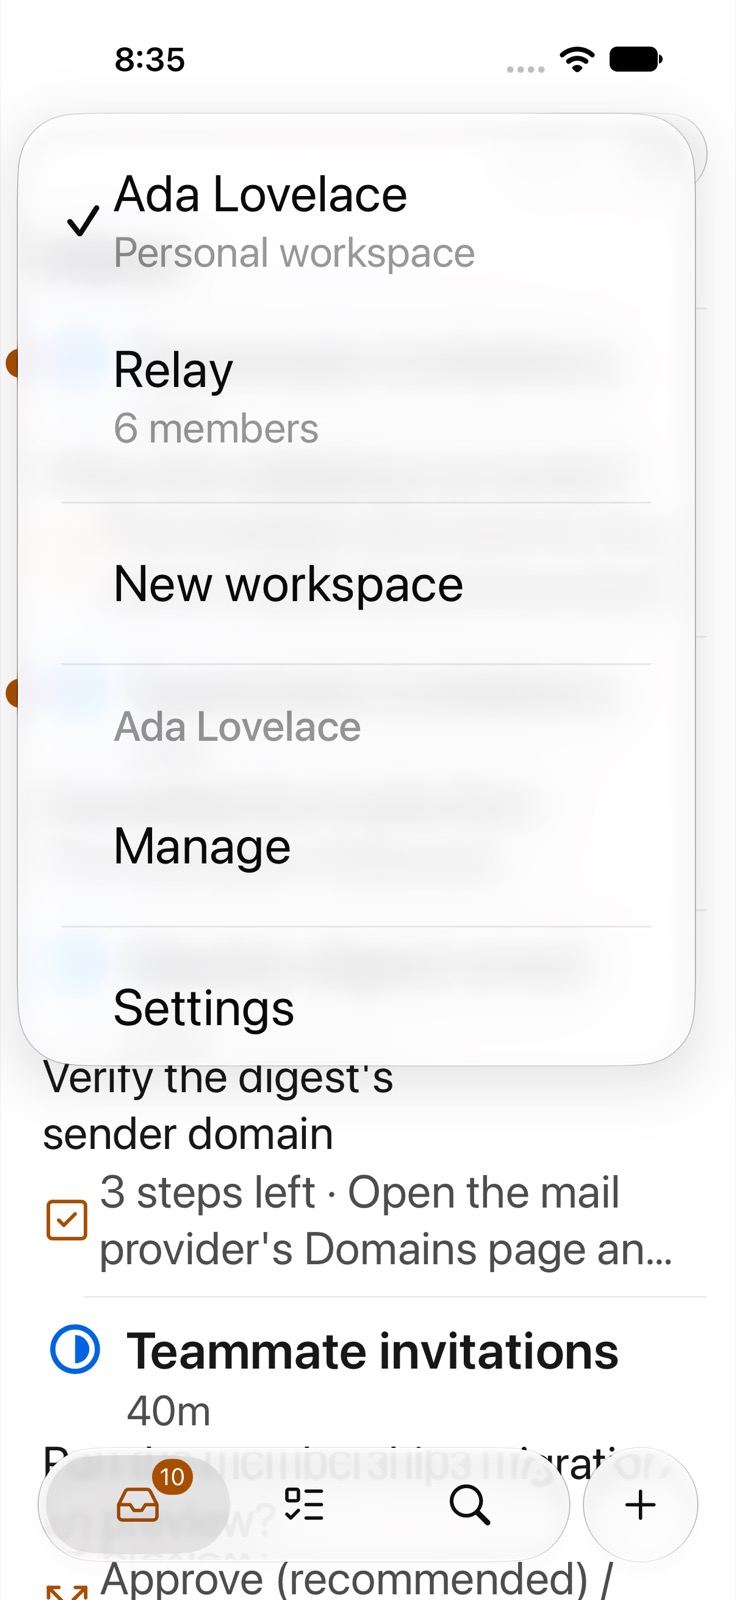 8:35
Ada Lovelace
Personal workspace
Relay
6 members
New workspace
Ada Lovelace
Manage
Settings
Verify the digest's
sender domain
3 steps left · Open the mail
provider's Domains page an...
Teammate invitations
40m
preview?
10
Approve (recommended) /